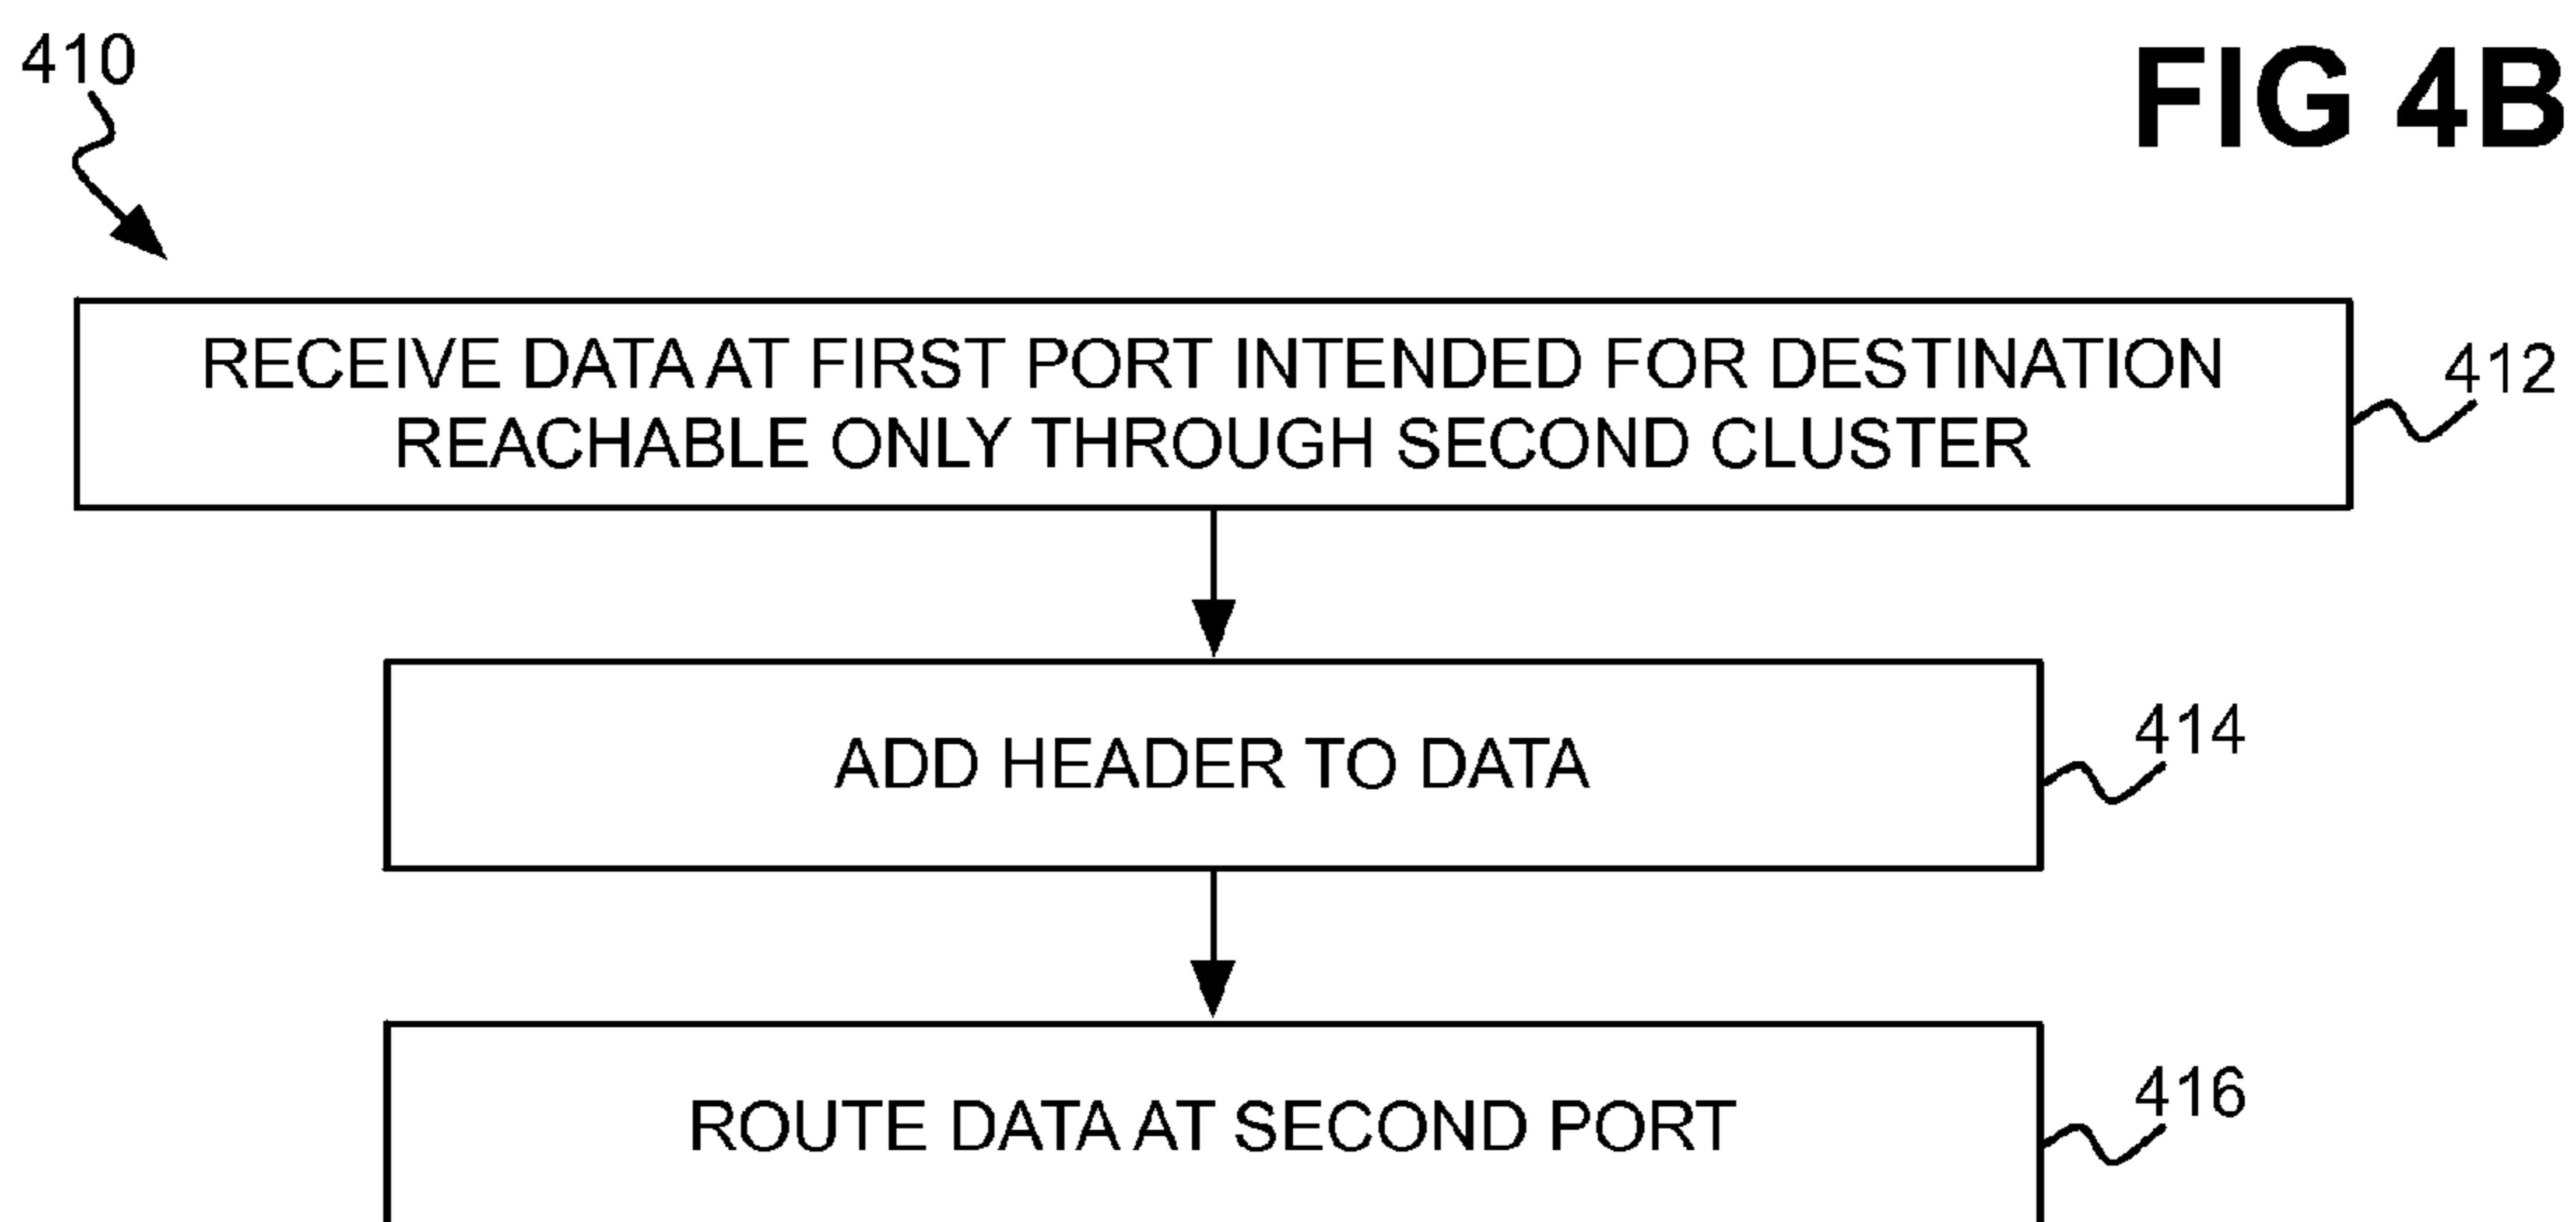 410
FIG 4B
RECEIVE DATA AT FIRST PORT INTENDED FOR DESTINATION
REACHABLE ONLY THROUGH SECOND CLUSTER
412
ADD HEADER TO DATA
414
ROUTE DATA AT SECOND PORT
416